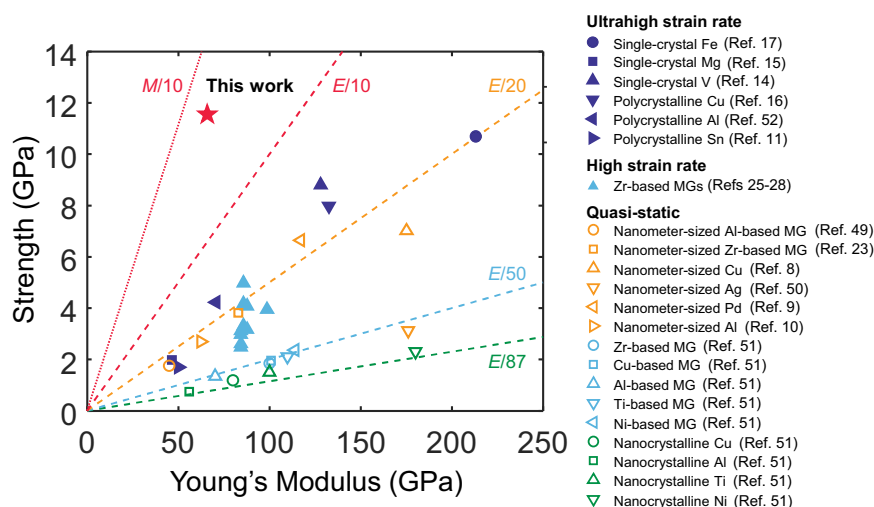 14
12
10
8
6
4
2
0
0
50
100
150
200
250
Strength (GPa)
Young's Modulus (GPa)
M/10
This work
E/10
E/20
E/50
E/87
Ultrahigh strain rate
Single-crystal Fe (Ref. 17)
Single-crystal Mg (Ref. 15)
Single-crystal V (Ref. 14)
Polycrystalline Cu (Ref. 16)
Polycrystalline Al (Ref. 52)
Polycrystalline Sn (Ref. 11)
High strain rate
Zr-based MGs (Refs 25-28)
Quasi-static
Nanometer-sized Al-based MG (Ref. 49)
Nanometer-sized Zr-based MG (Ref. 23)
Nanometer-sized Cu (Ref. 8)
Nanometer-sized Ag (Ref. 50)
Nanometer-sized Pd (Ref. 9)
Nanometer-sized Al (Ref. 10)
Zr-based MG (Ref. 51)
Cu-based MG (Ref. 51)
Al-based MG (Ref. 51)
Ti-based MG (Ref. 51)
Ni-based MG (Ref. 51)
Nanocrystalline Cu (Ref. 51)
Nanocrystalline Al (Ref. 51)
Nanocrystalline Ti (Ref. 51)
Nanocrystalline Ni (Ref. 51)